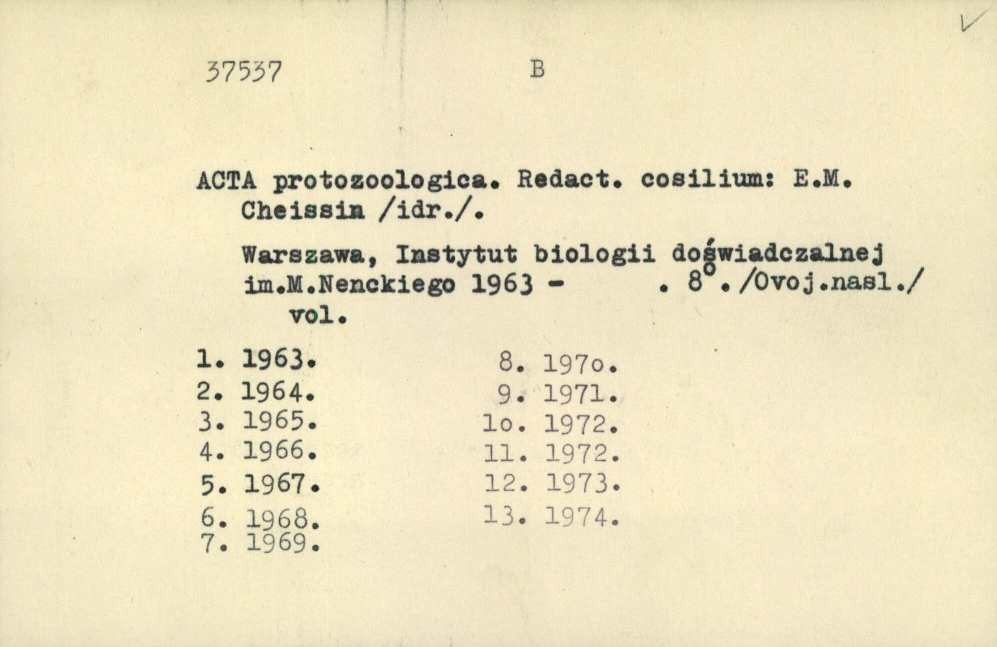 37537 B
ACTA protozoologica. Redact. cosilium: E.M.
Cheissin /idr./.
Warszawa, Instytut biologii doświadczalnej
im.M.Nenckiego 1963 - . 8°. /Ovoj.nasl./
vol.
1. 1963.
2. 1964.
3. 1965.
4. 1966.
5. 1967.
6. 1968.
7. 1969.
8. 197o.
9. 1971.
lo. 1972.
11. 1972.
12. 1973.
13. 1974.